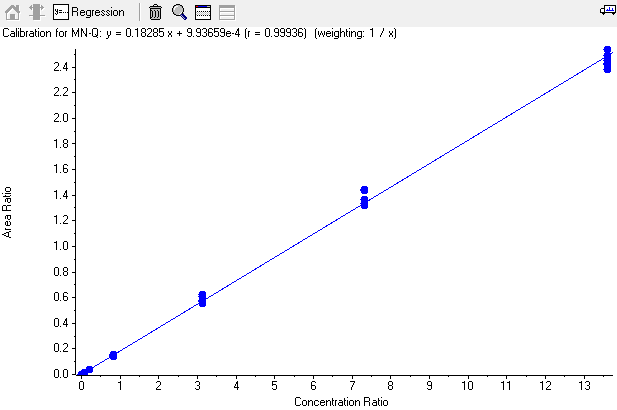 Regression
Calibration for MN-Q: y = 0.18285 x + 9.93659e-4 (r = 0.99936) (weighting: 1 / x)
2.4
2.2
2.0
1.8
1.6
1.4
1.2
1.0
0.8
0.6
0.4
0.2
0.0
Area Ratio
0 1 2 3 4 5 6 7 8 9 10 11 12 13
Concentration Ratio